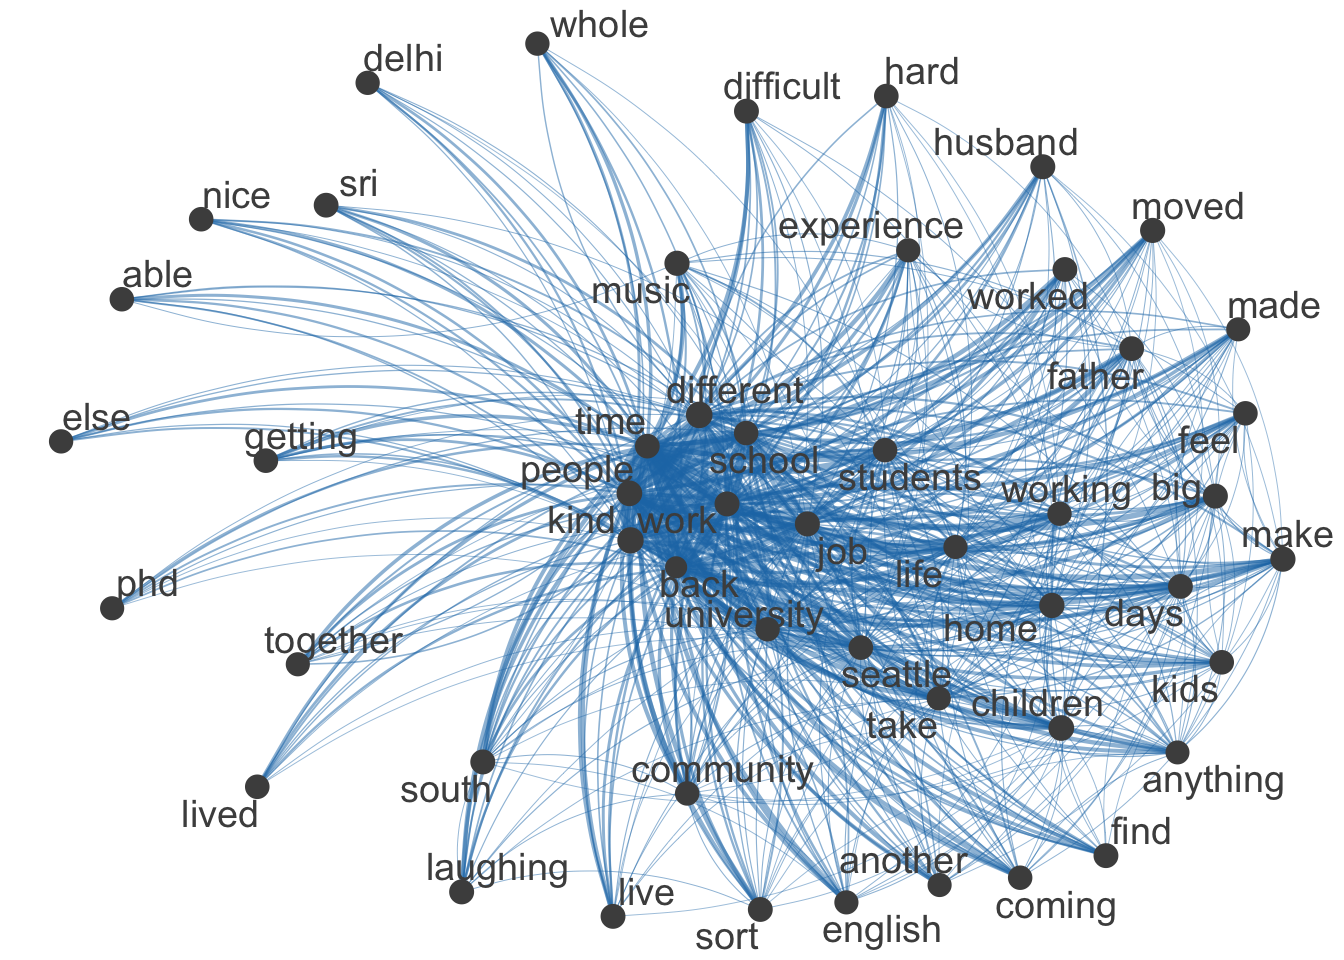 whole
delhi
hard
difficult
husband
sri
nice
moved
experience
able
music
worked
made
father
different
else
time
getting
feel
school
people
students
working
big
kind
work
make
job
life
phd
back
university
days
home
together
seattle
kids
children
take
community
anything
south
lived
find
another
laughing
live
coming
english
sort